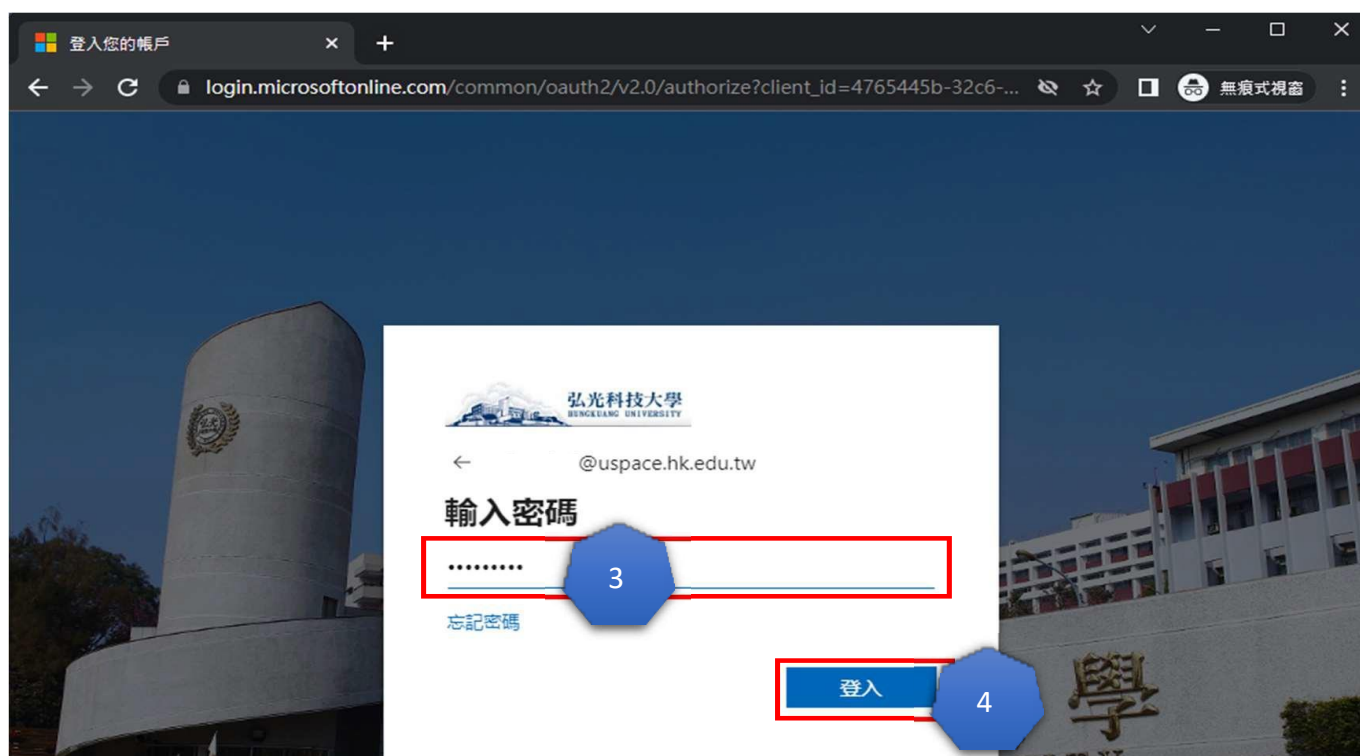 登入您的帳戶
login.microsoftonline.com/common/oauth2/v2.0/authorize?client_id=4765445b-32c6-...
無痕式視窗
弘光科技大學
HUNGKUANG UNIVERSITY
@uspace.hk.edu.tw
輸入密碼
•••••••••
3
忘記密碼
登入
4
學